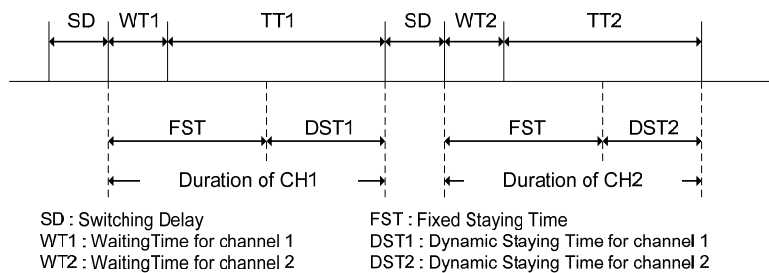 SD WT1 TT1 SD WT2 TT2
FST DST1 FST DST2
Duration of CH1 Duration of CH2
SD : Switching Delay
WT1 : WaitingTime for channel 1
WT2 : WaitingTime for channel 2
FST : Fixed Staying Time
DST1 : Dynamic Staying Time for channel 1
DST2 : Dynamic Staying Time for channel 2